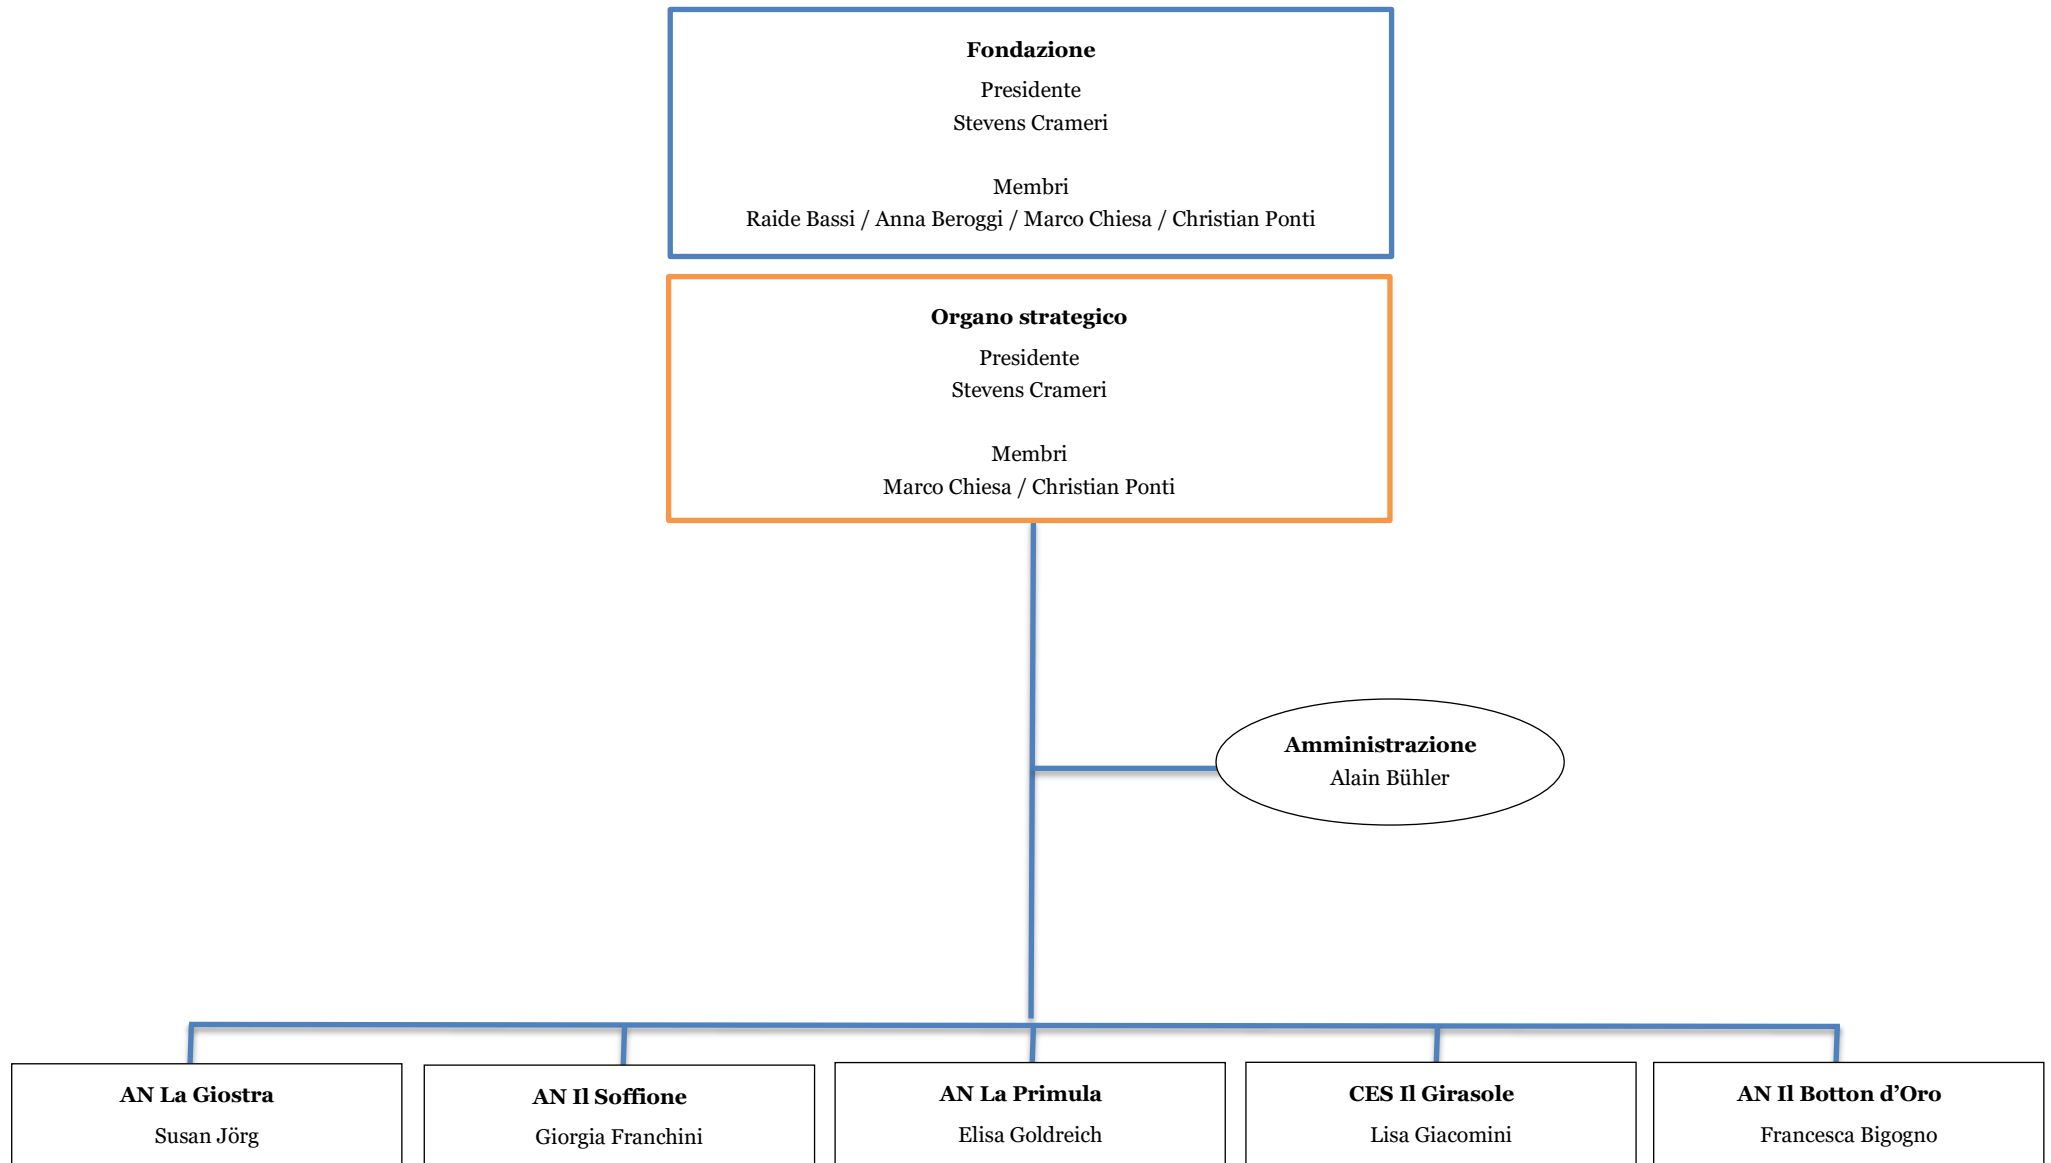 Fondazione
Presidente
Stevens Crameri
Membri
Raide Bassi / Anna Beroggi / Marco Chiesa / Christian Ponti
Organo strategico
Presidente
Stevens Crameri
Membri
Marco Chiesa / Christian Ponti
Amministrazione
Alain Bühler
AN La Giostra
Susan Jörg
AN Il Soffione
Giorgia Franchini
AN La Primula
Elisa Goldreich
CES Il Girasole
Lisa Giacomini
AN Il Botton d’Oro
Francesca Bigogno